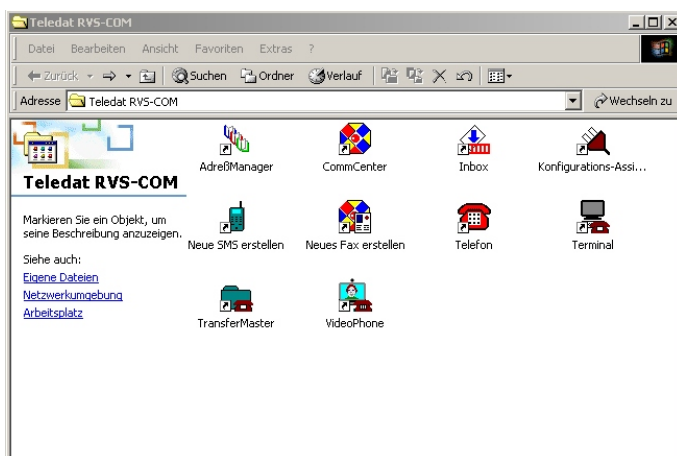 Teledat RVS-COM
Datei Bearbeiten Ansicht Favoriten Extras ?
Zurück Suchen Ordner Verlauf
Adresse Teledat RVS-COM Wechseln zu
Teledat RVS-COM
Markieren Sie ein Objekt, um
seine Beschreibung anzuzeigen.
Siehe auch:
Eigene Dateien
Netzwerkumgebung
Arbeitsplatz
AdreßManager CommCenter Inbox Konfigurations-Assi...
Neue SMS erstellen Neues Fax erstellen Telefon Terminal
TransferMaster VideoPhone